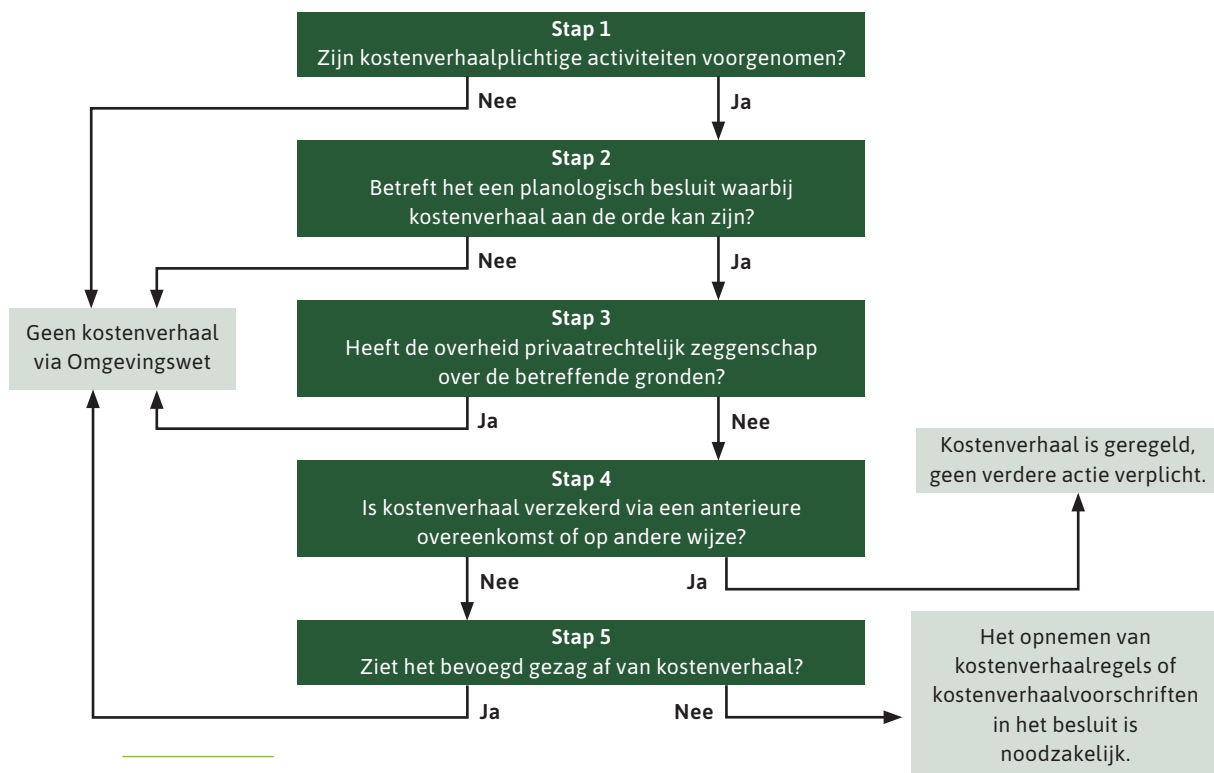 Stap 1
Zijn kostenverhaalplichtige activiteiten voorgenomen?
Nee
Ja
Stap 2
Betreft het een planologisch besluit waarbij
kostenverhaal aan de orde kan zijn?
Nee
Ja
Geen kostenverhaal
via Omgevingswet
Stap 3
Heeft de overheid privaatrechtelijk zeggenschap
over de betreffende gronden?
Ja
Nee
Kostenverhaal is geregeld,
geen verdere actie verplicht.
Stap 4
Is kostenverhaal verzekerd via een anterieure
overeenkomst of op andere wijze?
Nee
Ja
Stap 5
Ziet het bevoegd gezag af van kostenverhaal?
Ja
Nee
Het opnemen van
kostenverhaalregels of
kostenverhaalvoorschriften
in het besluit is
noodzakelijk.